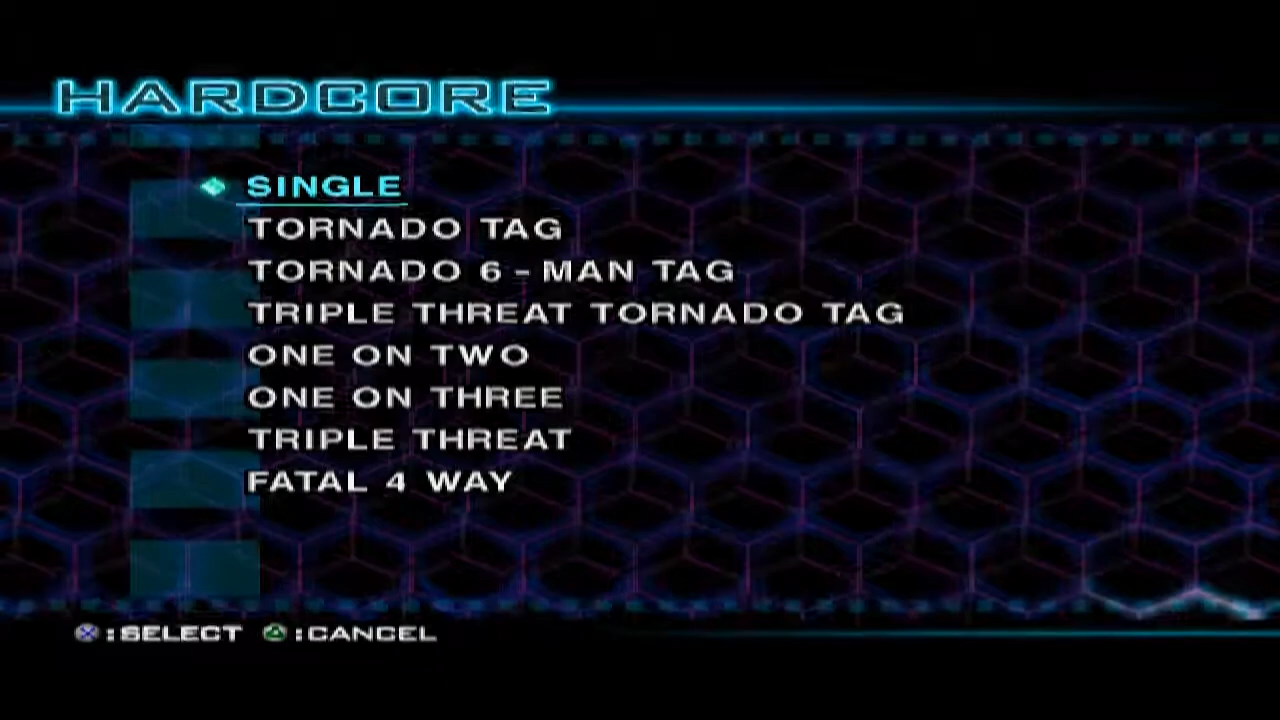 HARDCORE
SINGLE
TORNADO TAG
TORNADO 6-MAN TAG
TRIPLE THREAT TORNADO TAG
ONE ON TWO
ONE ON THREE
TRIPLE THREAT
FATAL 4 WAY
:SELECT :CANCEL